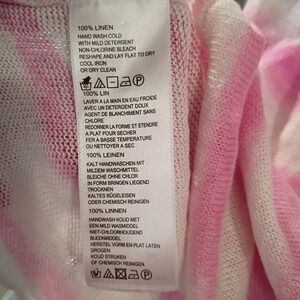 100% LINEN
HAND WASH COLD
WITH MILD DETERGENT
NON-CHLORINE BLEACH
RESHAPE AND LAY FLAT TO DRY
COOL IRON
OR DRY CLEAN
100% LIN
LAVER A LA MAIN EN EAU FROIDE
AVEC UN DETERGENT DOUX
AGENT DE BLANCHIMENT SANS
CHLORE
REDONNER LA FORME ET ETENDRE
A PLAT POUR SECHER
FER A BASSE TEMPERATURE
OU NETTOYER A SEC
100% LEINEN
KALT HANDWASCHEN MIT
MILDEM WASCHMITTEL
BLEICHE OHNE CHLOR
IN FORM BRINGEN LIEGEND
TROCKNEN
KALTES BÜGELEISEN
ODER CHEMISCH REINIGEN
100% LINNEN
HANDWASH KOUD MET
EEN MILD WASMIDDEL
NIET-CHLOORHOUDEND
BLEEKMIDDEL
HERSTEL VORM EN PLAT LATEN
DROGEN
KOUD STRIJKEN
OF CHEMISCH REINIGEN